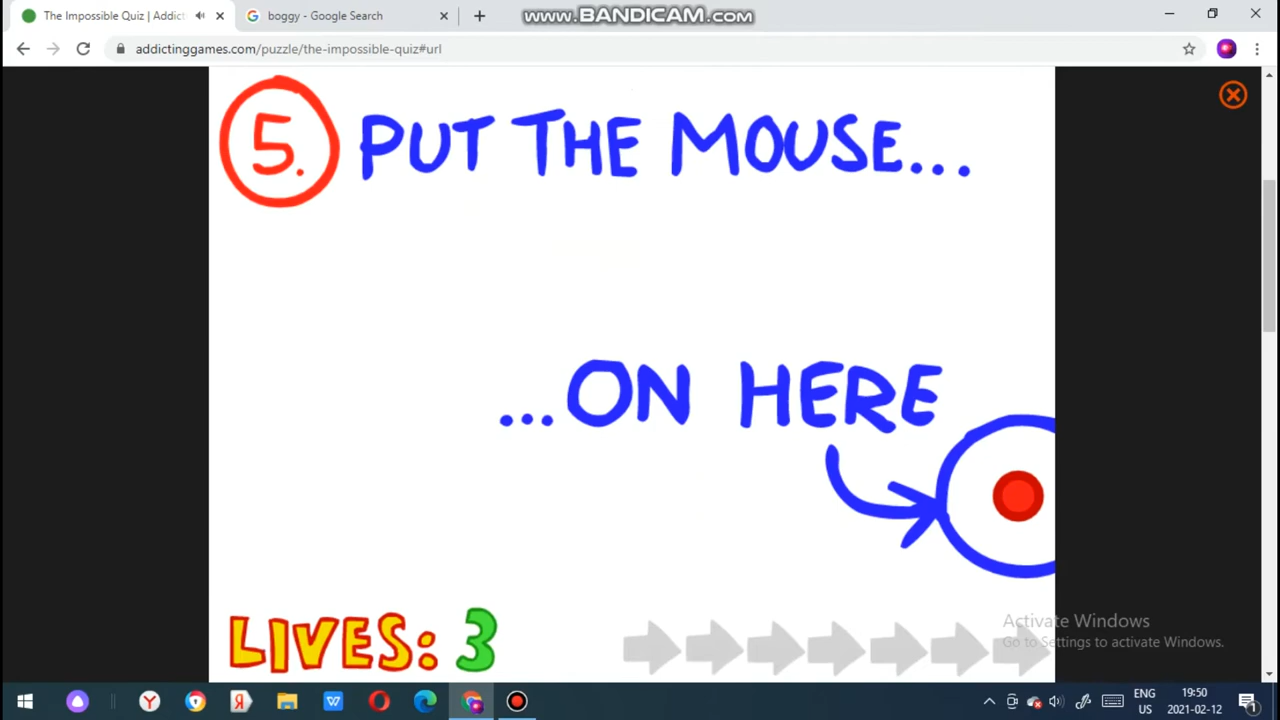 The Impossible Quiz | Addict
boggy - Google Search
www.BANDICAM.com
addictinggames.com/puzzle/the-impossible-quiz#url
5. PUT THE MOUSE...
...ON HERE
LIVES: 3
Activate Windows
Go to Settings to activate Windows.
ENG
US
19:50
2021-02-12
1